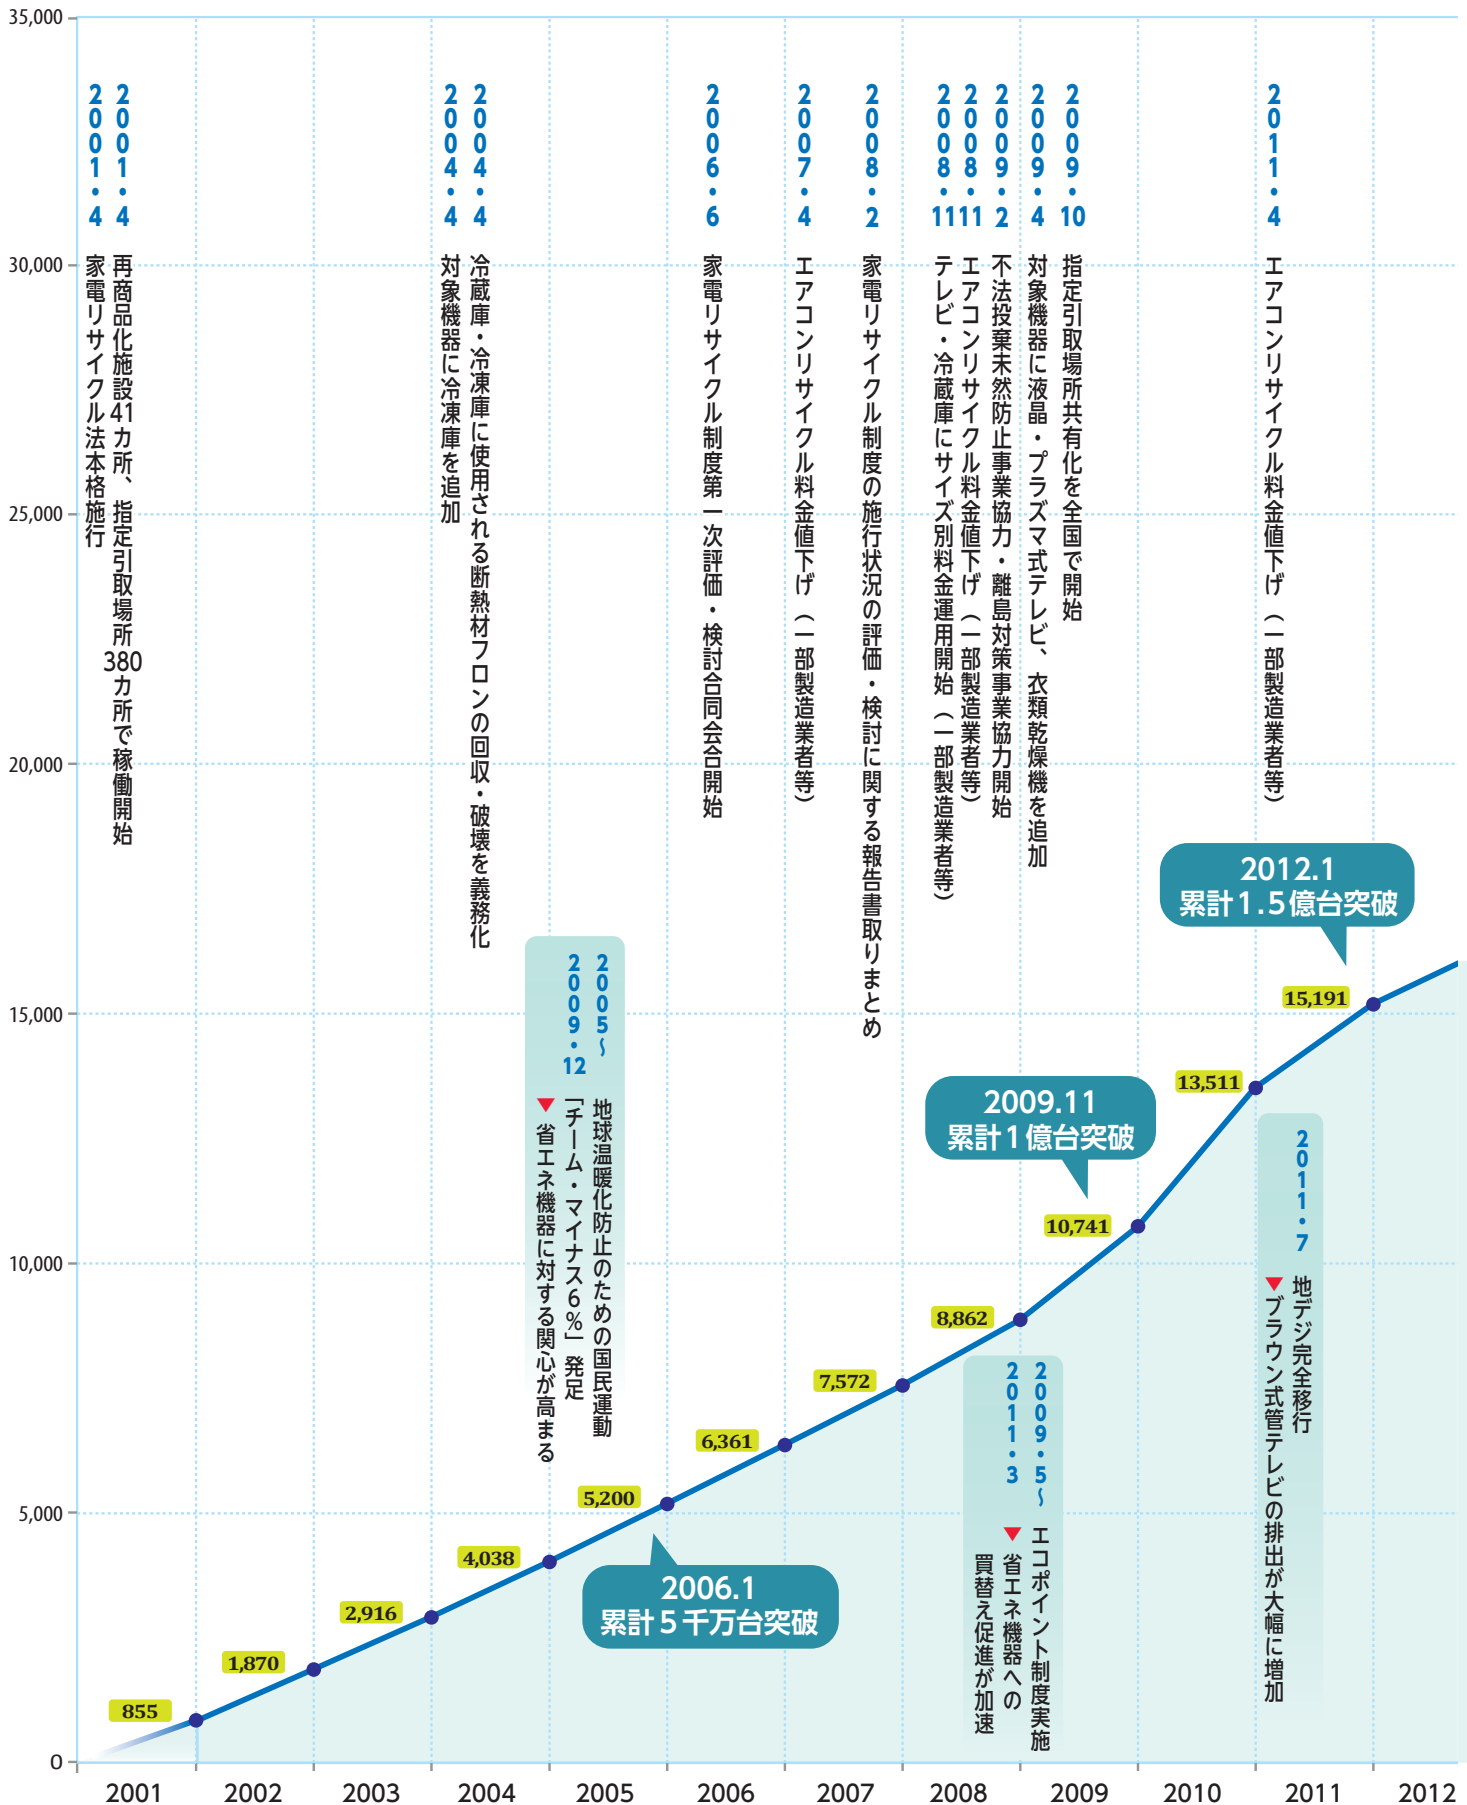 35,000
30,000
25,000
20,000
15,000
10,000
5,000
0
2001・4 家電リサイクル法本格施行
2001・4 再商品化施設41カ所、指定引取場所380カ所で稼働開始
2004・4 対象機器に冷凍庫を追加
2004・4 冷蔵庫・冷凍庫に使用される断熱材フロンの回収・破壊を義務化
2006・6 家電リサイクル制度第一次評価・検討合同会合開始
2007・4 エアコンリサイクル料金値下げ（一部製造業者等）
2008・2 家電リサイクル制度の施行状況の評価・検討に関する報告書取りまとめ
2008・11 テレビ・冷蔵庫にサイズ別料金運用開始（一部製造業者等）
2008・11 エアコンリサイクル料金値下げ（一部製造業者等）
2009・2 不法投棄未然防止事業協力・離島対策事業協力開始
2009・4 対象機器に液晶・プラズマ式テレビ、衣類乾燥機を追加
2009・10 指定引取場所共有化を全国で開始
2011・4 エアコンリサイクル料金値下げ（一部製造業者等）
2012.1
累計1.5億台突破
2005〜
2009・12
地球温暖化防止のための国民運動
「チーム・マイナス6%」発足
▼省エネ機器に対する関心が高まる
2009.11
累計1億台突破
2011・7 地デジ完全移行
▼ブラウン式管テレビの排出が大幅に増加
2009・5〜
2011・3
エコポイント制度実施
▼省エネ機器への
買替え促進が加速
2006.1
累計5千万台突破
855
1,870
2,916
4,038
5,200
6,361
7,572
8,862
10,741
13,511
15,191
2001
2002
2003
2004
2005
2006
2007
2008
2009
2010
2011
2012